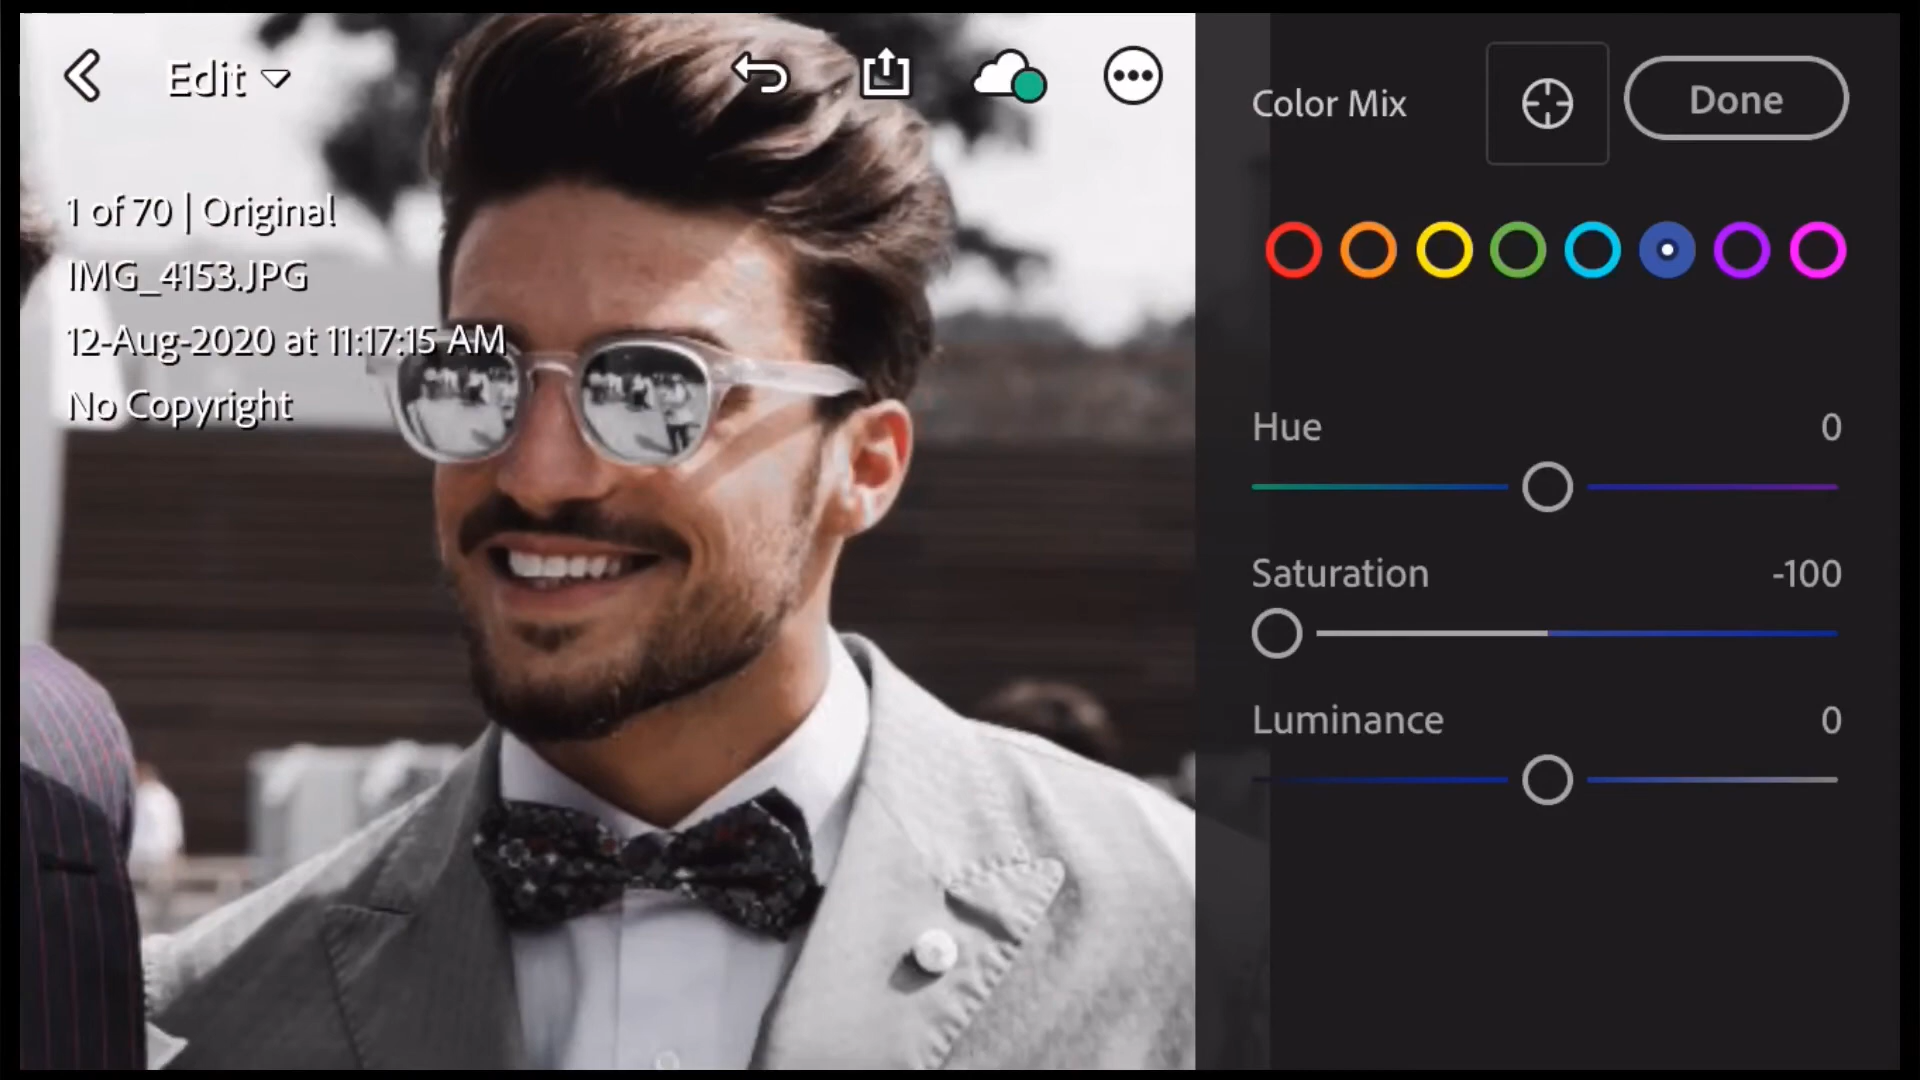 Edit
1 of 70 | Original
IMG_4153.JPG
12-Aug-2020 at 11:17:15 AM
No Copyright
Color Mix
Done
Hue 0
Saturation -100
Luminance 0